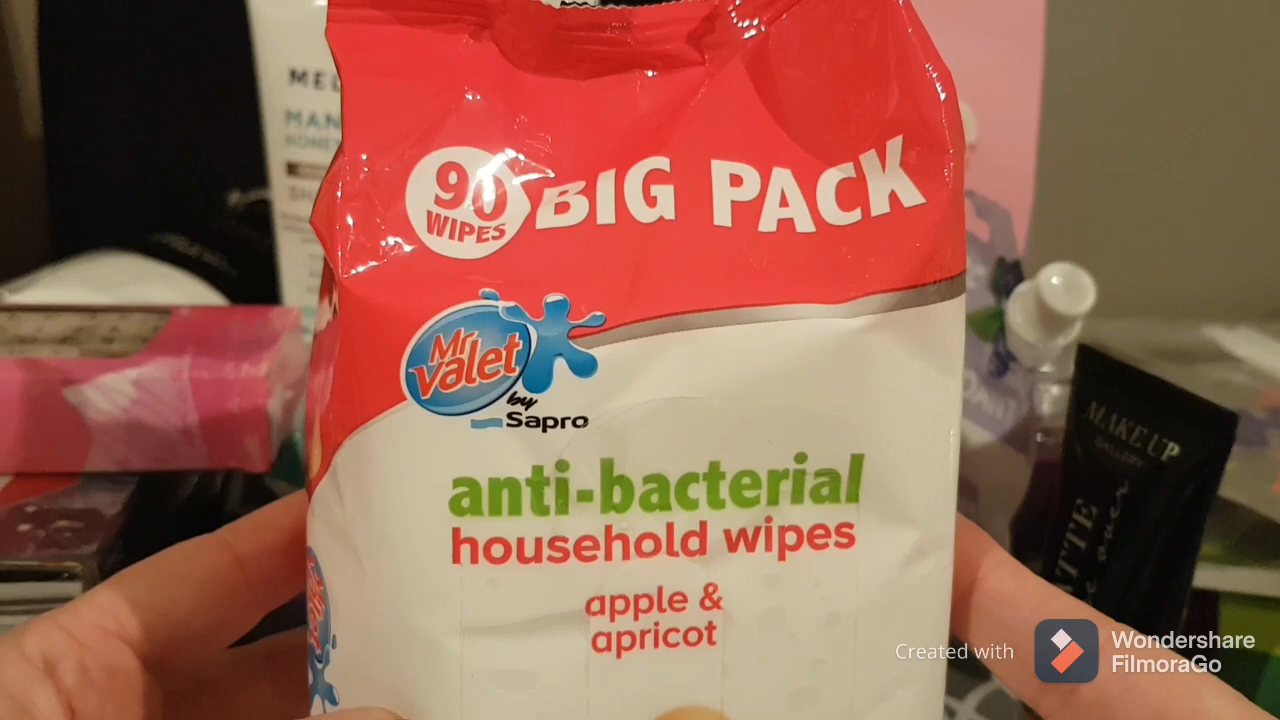 90
WIPES
BIG PACK
Mr
Valet
by
Sapro
anti-bacterial
household wipes
apple &
apricot
MAKE UP
GALLERY
Created with
Wondershare
FilmoraGo